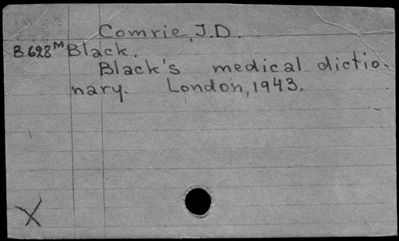 Comrie, J.D.
B628M Black.
Black's medical dictio
nary. London, 1943.
X